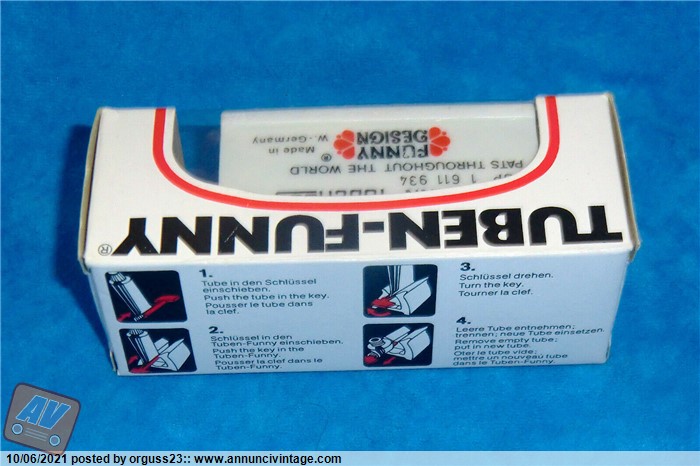 TUBEN-FUNNY®
Made in
W.-Germany
FUNNY
DESIGN
®
PATS THROUGHOUT THE WORLD
1 611 934
1.
Tube in den Schlüssel
einschieben.
Push the tube in the key.
Pousser le tube dans
la clef.
2.
Schlüssel in den
Tuben-Funny einschieben.
Push the key in the
Tuben-Funny.
Pousser la clef dans le
Tuben-Funny.
3.
Schlüssel drehen.
Turn the key.
Tourner la clef.
4.
Leere Tube entnehmen;
trennen; neue Tube einsetzen.
Remove empty tube;
put in new tube.
Oter le tube vide;
mettre un nouveau tube
dans le Tuben-Funny.
AV
10/06/2021 posted by orguss23:: www.annuncivintage.com